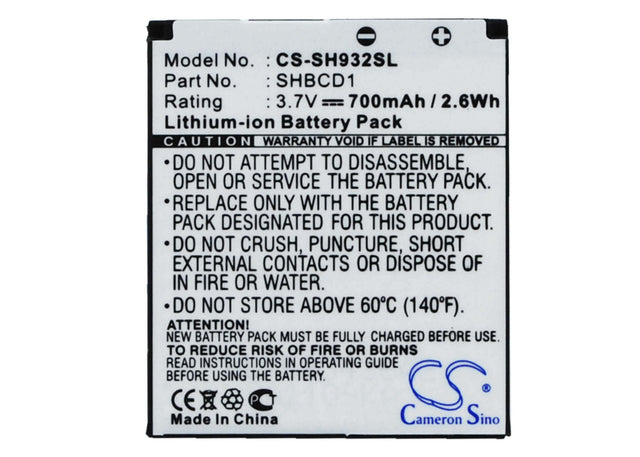 Model No. : CS-SH932SL
Part No. : SHBCD1
Rating : 3.7V 700mAh / 2.6Wh
Lithium-ion Battery Pack
CAUTION WARRANTY VOID IF LABEL IS REMOVED
•DO NOT ATTEMPT TO DISASSEMBLE,
OPEN OR SERVICE THE BATTERY PACK.
•REPLACE ONLY WITH THE BATTERY
PACK DESIGNATED FOR THIS PRODUCT.
•DO NOT CRUSH, PUNCTURE, SHORT
EXTERNAL CONTACTS OR DISPOSE OF
IN FIRE OR WATER.
•DO NOT STORE ABOVE 60°C (140°F).
ATTENTION!
NEW BATTERY PACK MUST BE FULLY CHARGED BEFORE USE.
TO REDUCE RISK OF FIRE OR BURNS
READ OPERATING GUIDE
BEFORE USING BATTERY.
CE
Made In China
CS®
Cameron Sino